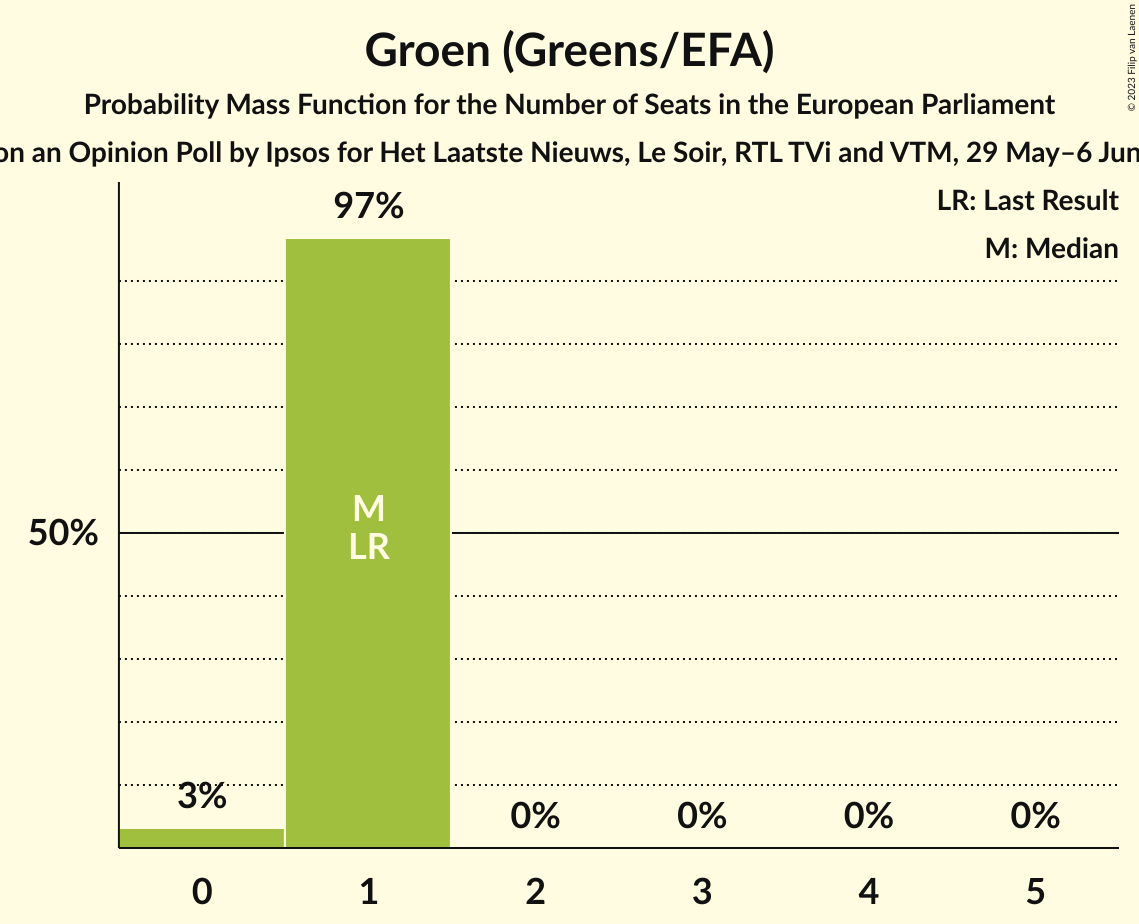 Groen (Greens/EFA)
Probability Mass Function for the Number of Seats in the European Parliament
on an Opinion Poll by Ipsos for Het Laatste Nieuws, Le Soir, RTL TVi and VTM, 29 May–6 Jun
© 2023 Filip van Laenen
LR: Last Result
M: Median
97%
M
LR
50%
3%
0%
0%
0%
0%
0
1
2
3
4
5